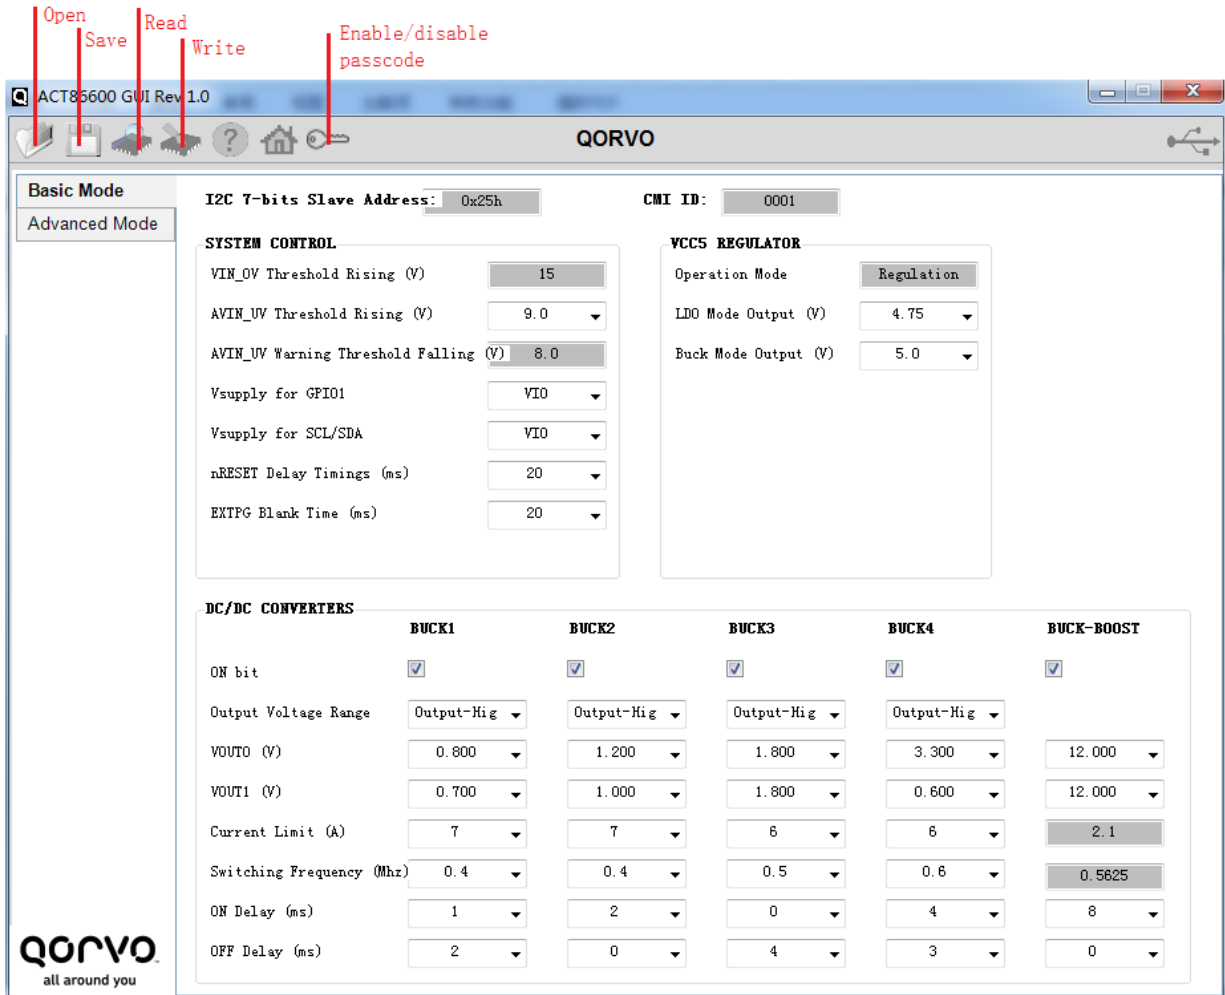 Open
Save
Read
Write
Enable/disable
passcode
ACT86600 GUI Rev 1.0
QORVO
Basic Mode
Advanced Mode
I2C 7-bits Slave Address: 0x25h CMI ID: 0001
SYSTEM CONTROL
VIN_OV Threshold Rising (V) 15
AVIN_UV Threshold Rising (V) 9.0
AVIN_UV Warning Threshold Falling (V) 8.0
Vsupply for GPIO1 VIO
Vsupply for SCL/SDA VIO
nRESET Delay Timings (ms) 20
EXTPG Blank Time (ms) 20
VCC5 REGULATOR
Operation Mode Regulation
LDO Mode Output (V) 4.75
Buck Mode Output (V) 5.0
DC/DC CONVERTERS
BUCK1 BUCK2 BUCK3 BUCK4 BUCK-BOOST
ON bit
Output Voltage Range Output-Hig Output-Hig Output-Hig Output-Hig
VOUT0 (V) 0.800 1.200 1.800 3.300 12.000
VOUT1 (V) 0.700 1.000 1.800 0.600 12.000
Current Limit (A) 7 7 6 6 2.1
Switching Frequency (Mhz) 0.4 0.4 0.5 0.6 0.5625
ON Delay (ms) 1 2 0 4 8
OFF Delay (ms) 2 0 4 3 0
QORVO
all around you